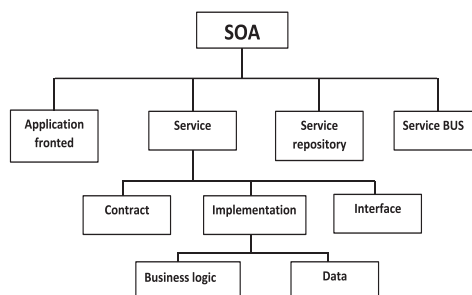 SOA
Application
fronted
Service
Service
repository
Service BUS
Contract
Implementation
Interface
Business logic
Data